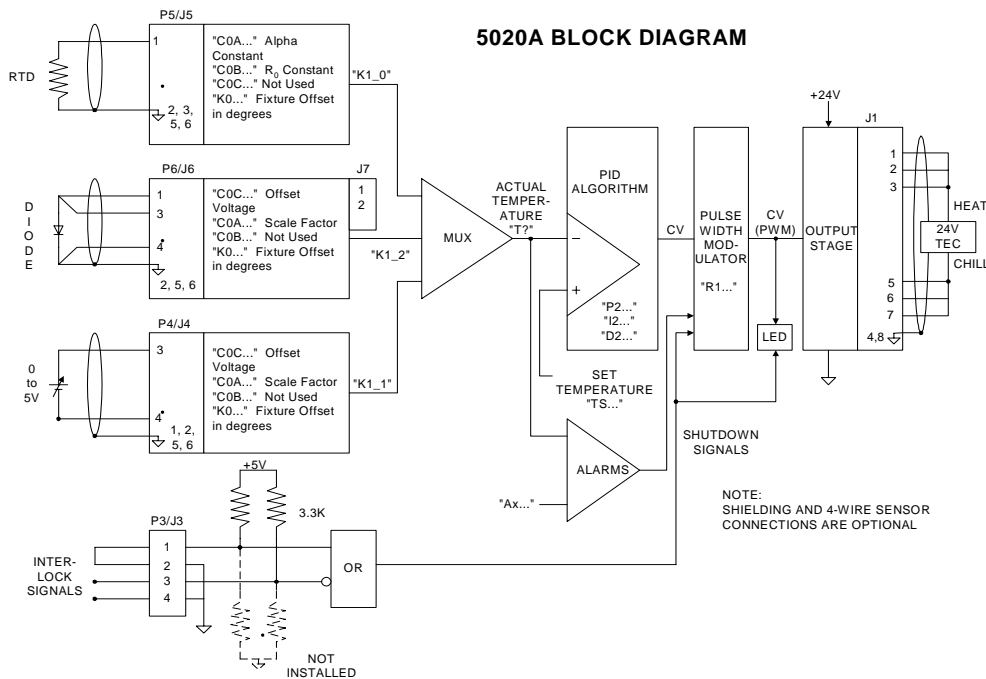 5020A BLOCK DIAGRAM
P5/J5
RTD
1
2, 3,
5, 6
"C0A..." Alpha
Constant
"C0B..." R0 Constant
"C0C..." Not Used
"K0..." Fixture Offset
in degrees
"K1_0"
P6/J6
DIODE
1
3
4
2, 5, 6
"C0C..." Offset
Voltage
"C0A..." Scale Factor
"C0B..." Not Used
"K0..." Fixture Offset
in degrees
J7
1
2
"K1_2"
P4/J4
0
to
5V
3
4
1, 2,
5, 6
"C0C..." Offset
Voltage
"C0A..." Scale Factor
"C0B..." Not Used
"K0..." Fixture Offset
in degrees
"K1_1"
MUX
ACTUAL
TEMPER-
ATURE
"T?"
PID
ALGORITHM
−
+
"P2..."
"I2..."
"D2..."
SET
TEMPERATURE
"TS..."
CV
PULSE
WIDTH
MOD-
ULATOR
"R1..."
CV
(PWM)
LED
+24V
OUTPUT
STAGE
J1
1
2
3
5
6
7
4,8
HEAT
24V
TEC
CHILL
ALARMS
"Ax..."
SHUTDOWN
SIGNALS
NOTE:
SHIELDING AND 4-WIRE SENSOR
CONNECTIONS ARE OPTIONAL
+5V
3.3K
P3/J3
INTER-
LOCK
SIGNALS
1
2
3
4
OR
NOT
INSTALLED